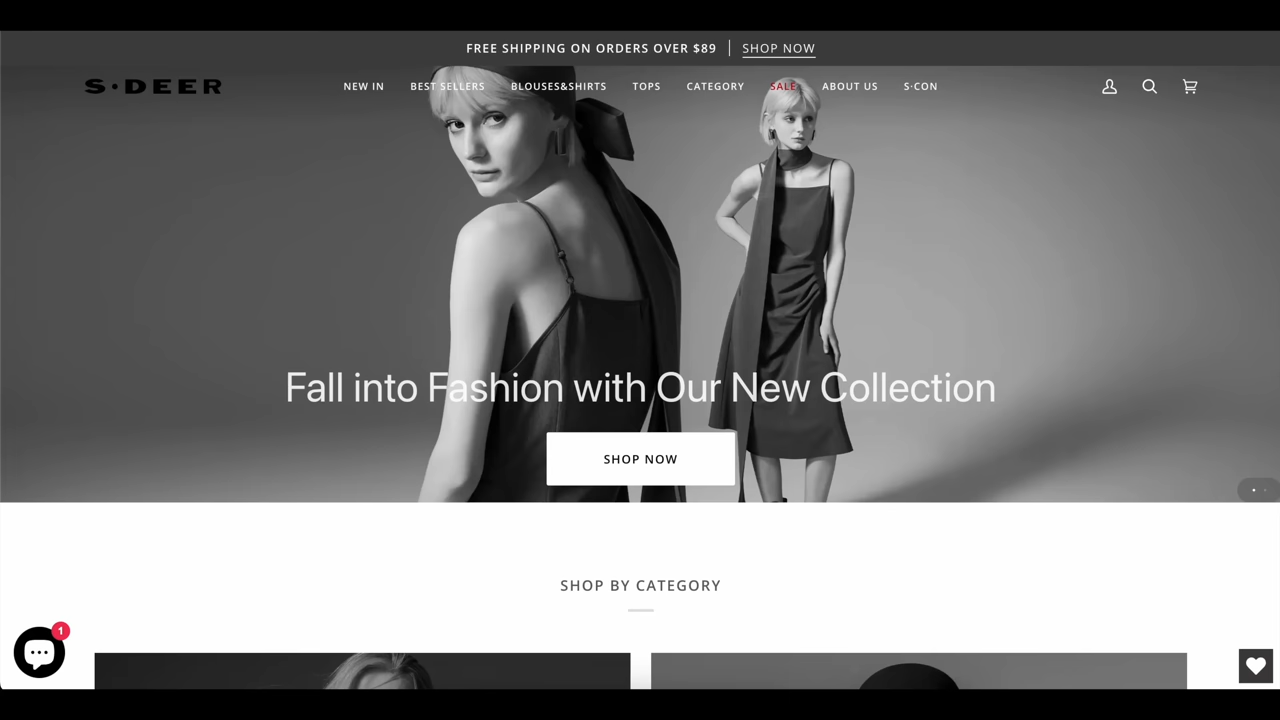 FREE SHIPPING ON ORDERS OVER $89 | SHOP NOW
S·DEER
NEW IN
BEST SELLERS
BLOUSES&SHIRTS
TOPS
CATEGORY
SALE
ABOUT US
S·CON
Fall into Fashion with Our New Collection
SHOP NOW
SHOP BY CATEGORY
1